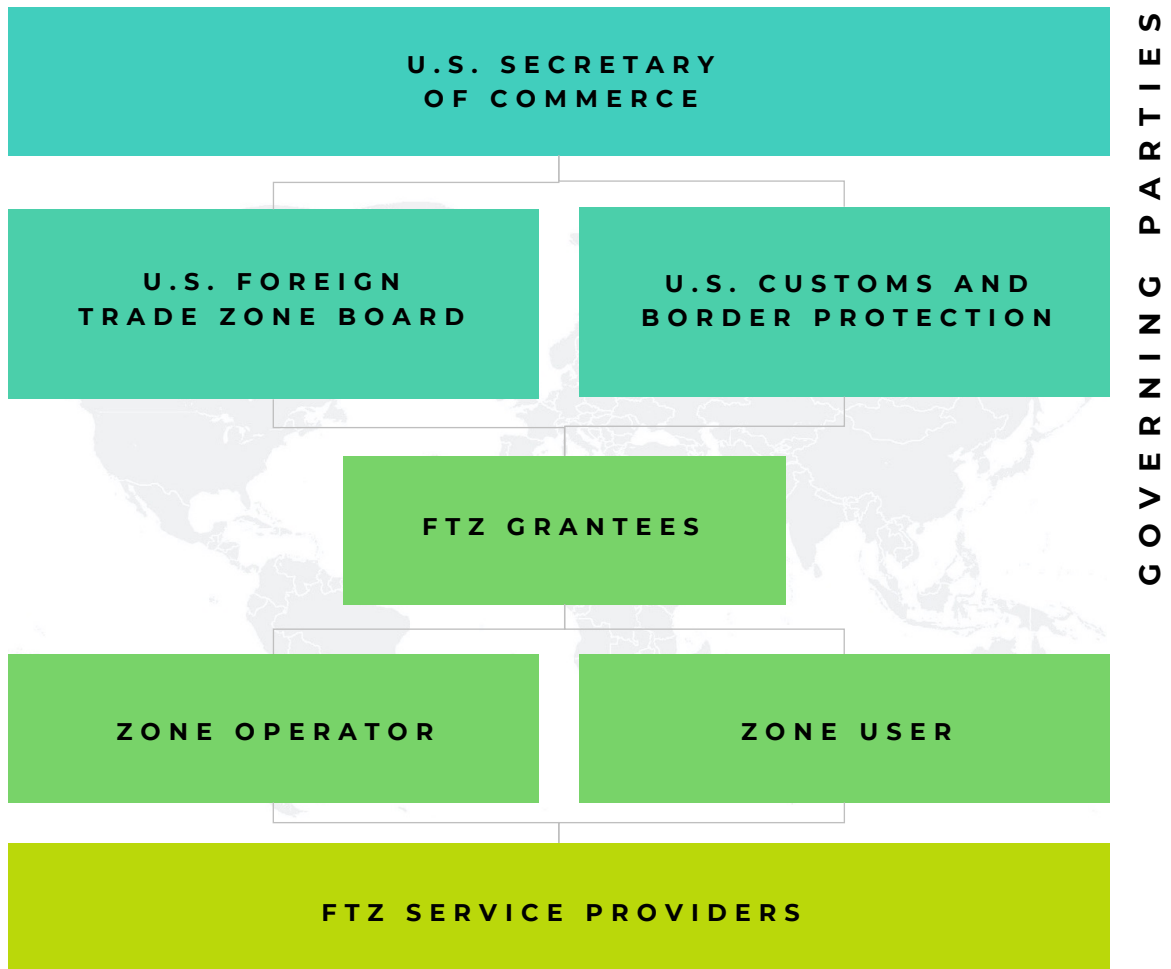 U.S. SECRETARY
OF COMMERCE
U.S. FOREIGN
TRADE ZONE BOARD
U.S. CUSTOMS AND
BORDER PROTECTION
FTZ GRANTEES
ZONE OPERATOR
ZONE USER
FTZ SERVICE PROVIDERS
GOVERNING PARTIES